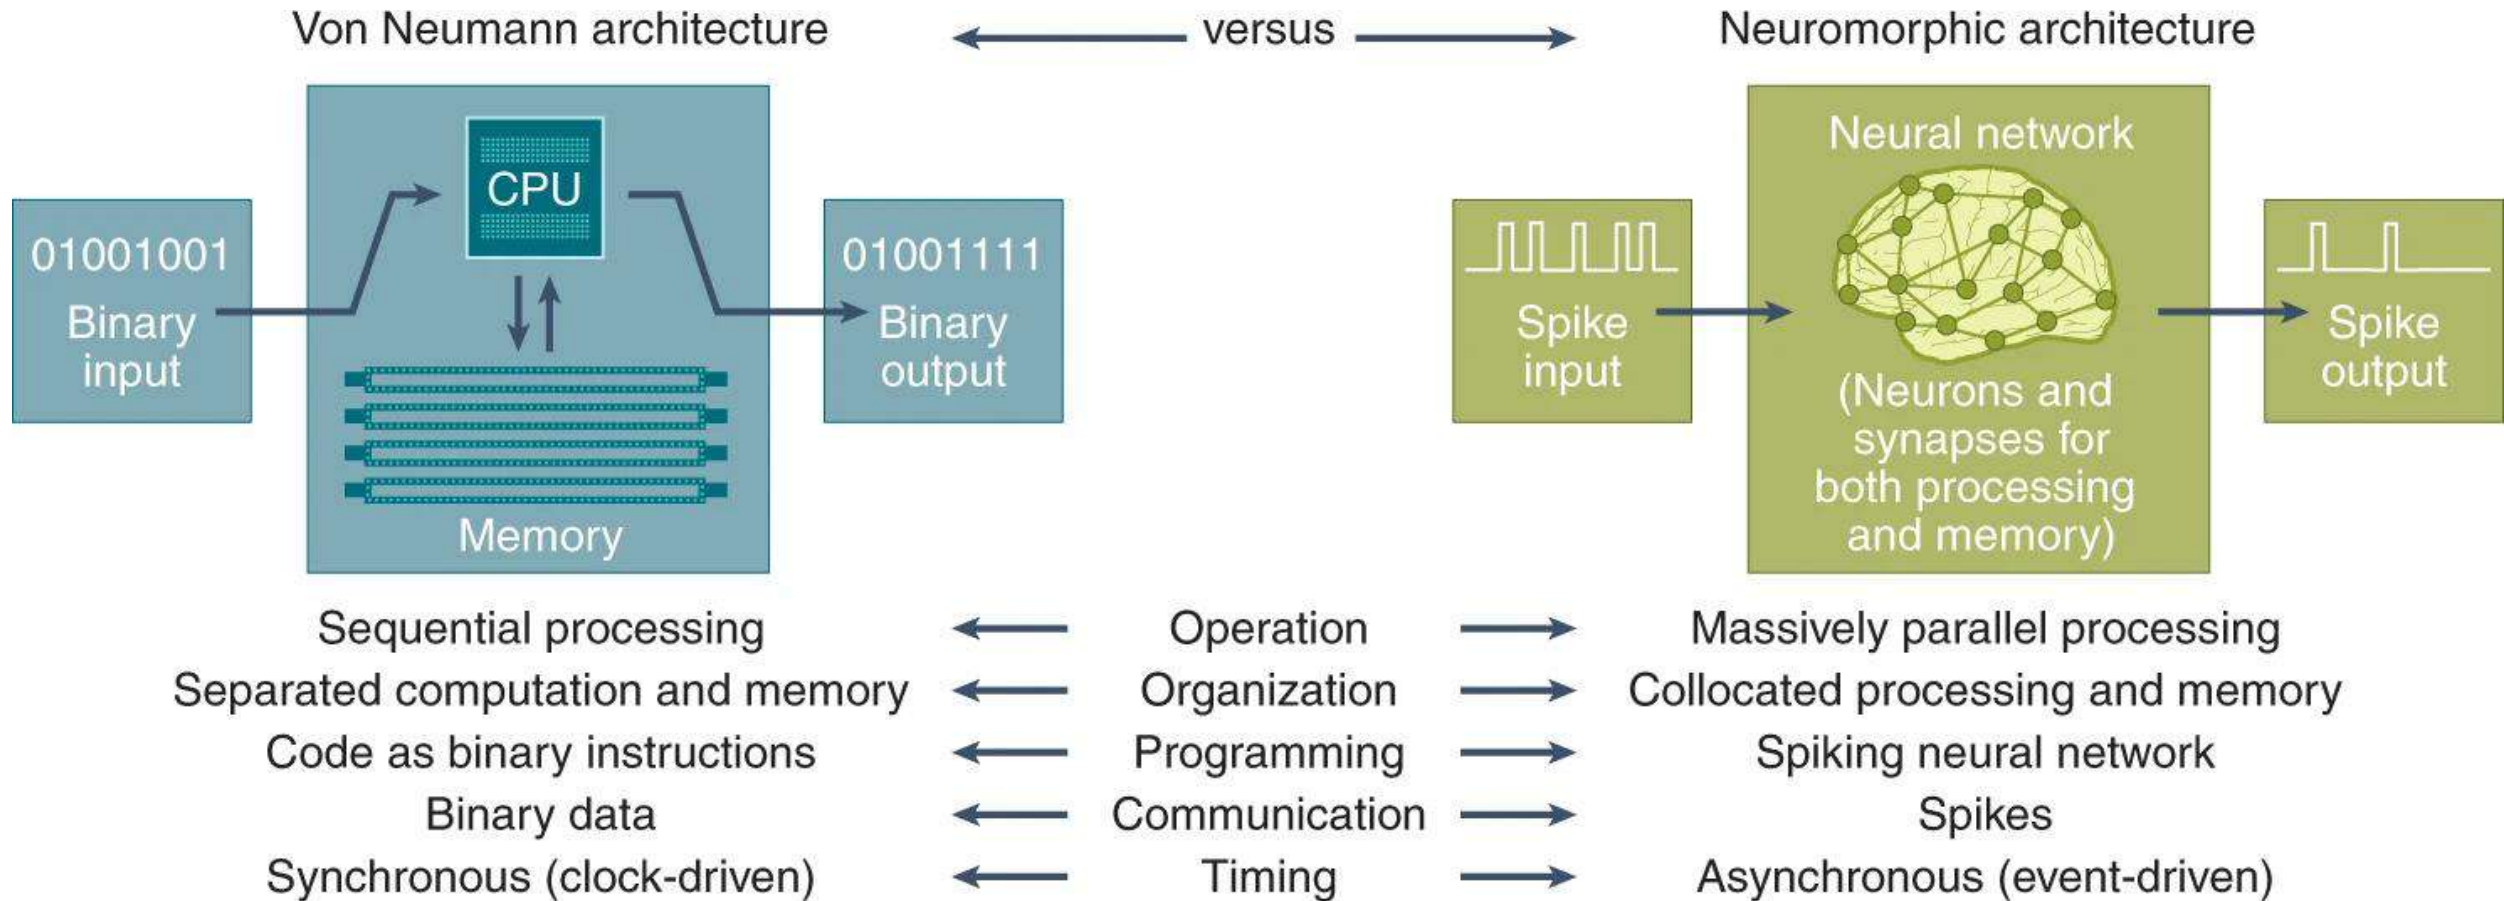 Von Neumann architecture versus Neuromorphic architecture
CPU
01001001
Binary
input
Memory
01001111
Binary
output
Spike
input
Neural network
(Neurons and
synapses for
both processing
and memory)
Spike
output
Sequential processing Operation Massively parallel processing
Separated computation and memory Organization Collocated processing and memory
Code as binary instructions Programming Spiking neural network
Binary data Communication Spikes
Synchronous (clock-driven) Timing Asynchronous (event-driven)